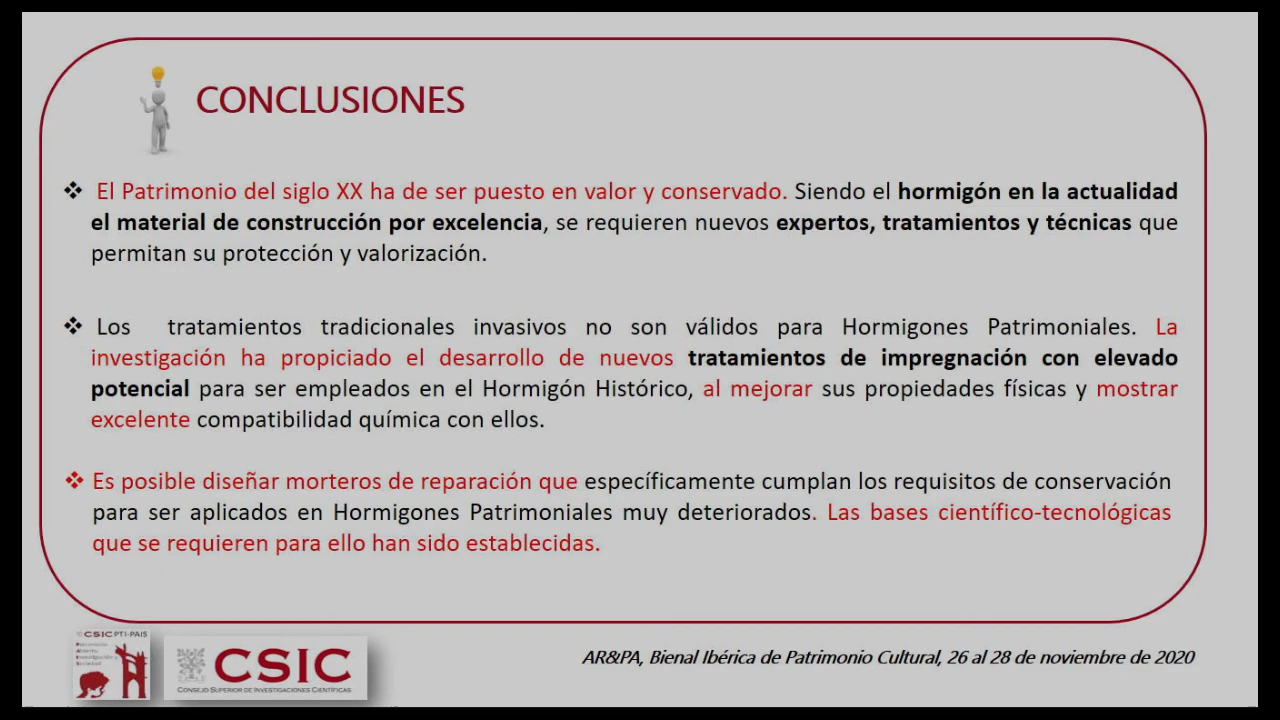 CONCLUSIONES
❖ El Patrimonio del siglo XX ha de ser puesto en valor y conservado. Siendo el hormigón en la actualidad
el material de construcción por excelencia, se requieren nuevos expertos, tratamientos y técnicas que
permitan su protección y valorización.
❖ Los tratamientos tradicionales invasivos no son válidos para Hormigones Patrimoniales. La
investigación ha propiciado el desarrollo de nuevos tratamientos de impregnación con elevado
potencial para ser empleados en el Hormigón Histórico, al mejorar sus propiedades físicas y mostrar
excelente compatibilidad química con ellos.
❖ Es posible diseñar morteros de reparación que específicamente cumplan los requisitos de conservación
para ser aplicados en Hormigones Patrimoniales muy deteriorados. Las bases científico-tecnológicas
que se requieren para ello han sido establecidas.
CSIC PTI-PAIS
CSIC
CONSEJO SUPERIOR DE INVESTIGACIONES CIENTÍFICAS
AR&PA, Bienal Ibérica de Patrimonio Cultural, 26 al 28 de noviembre de 2020